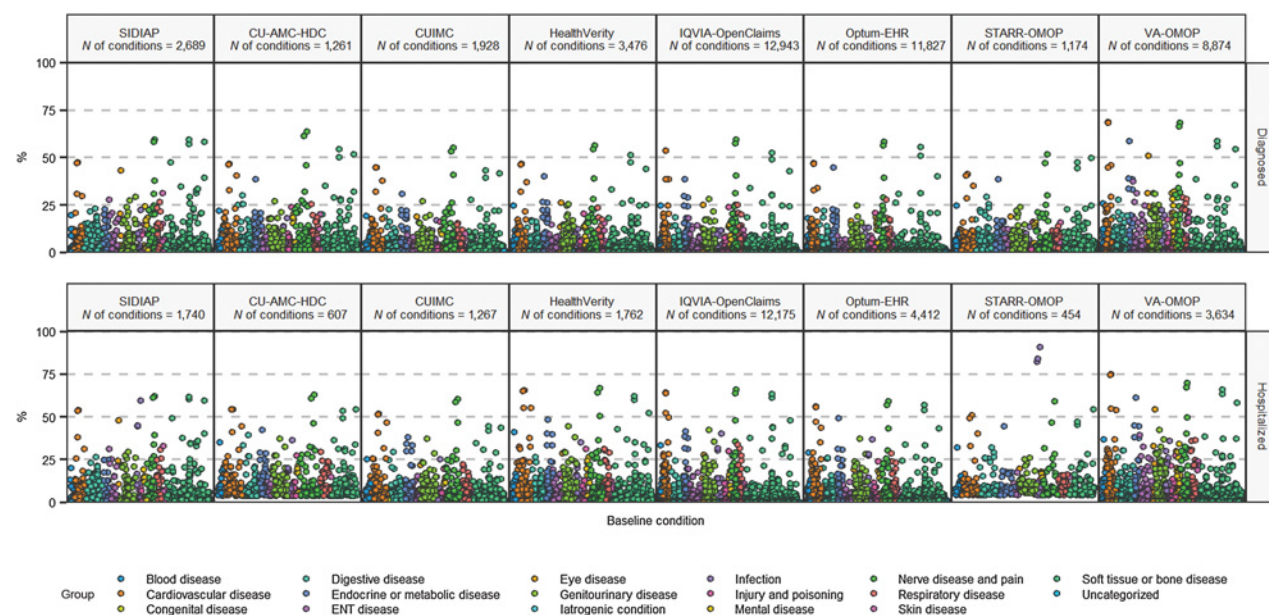 SIDIAP
N of conditions = 2,689
CU-AMC-HDC
N of conditions = 1,261
CUIMC
N of conditions = 1,928
HealthVerity
N of conditions = 3,476
IQVIA-OpenClaims
N of conditions = 12,943
Optum-EHR
N of conditions = 11,827
STARR-OMOP
N of conditions = 1,174
VA-OMOP
N of conditions = 8,874
100
75
%
50
25
0
Diagnosed
SIDIAP
N of conditions = 1,740
CU-AMC-HDC
N of conditions = 607
CUIMC
N of conditions = 1,267
HealthVerity
N of conditions = 1,762
IQVIA-OpenClaims
N of conditions = 12,175
Optum-EHR
N of conditions = 4,412
STARR-OMOP
N of conditions = 454
VA-OMOP
N of conditions = 3,634
100
75
%
50
25
0
Hospitalized
Baseline condition
Group
Blood disease
Cardiovascular disease
Congenital disease
Digestive disease
Endocrine or metabolic disease
ENT disease
Eye disease
Genitourinary disease
Iatrogenic condition
Infection
Injury and poisoning
Mental disease
Nerve disease and pain
Respiratory disease
Skin disease
Soft tissue or bone disease
Uncategorized